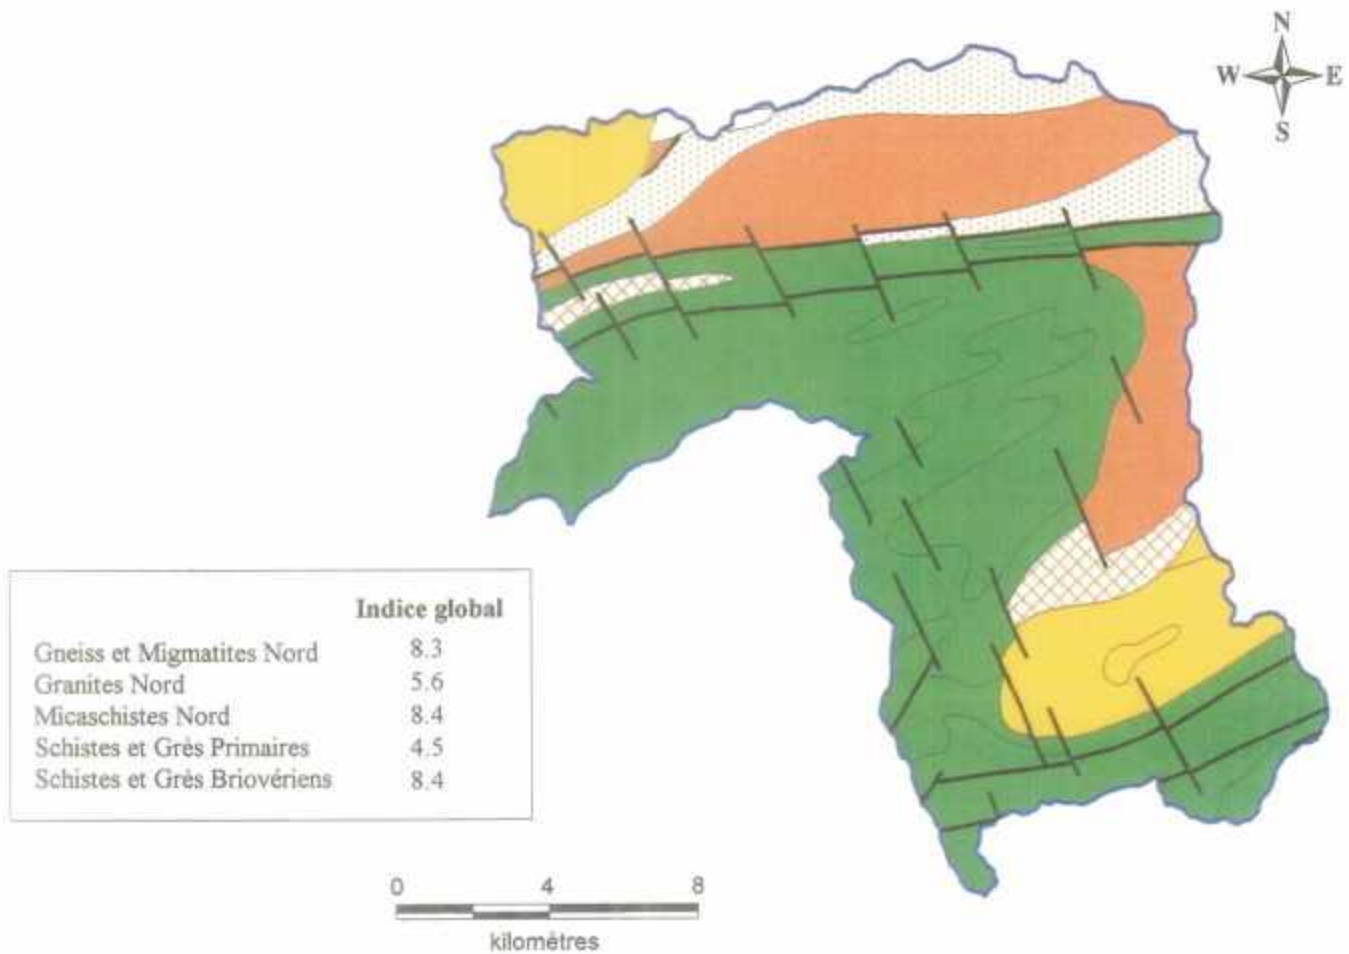 N
W E
S
Indice global
Gneiss et Migmatites Nord 8.3
Granites Nord 5.6
Micaschistes Nord 8.4
Schistes et Grès Primaires 4.5
Schistes et Grès Briovériens 8.4
0 4 8
kilomètres